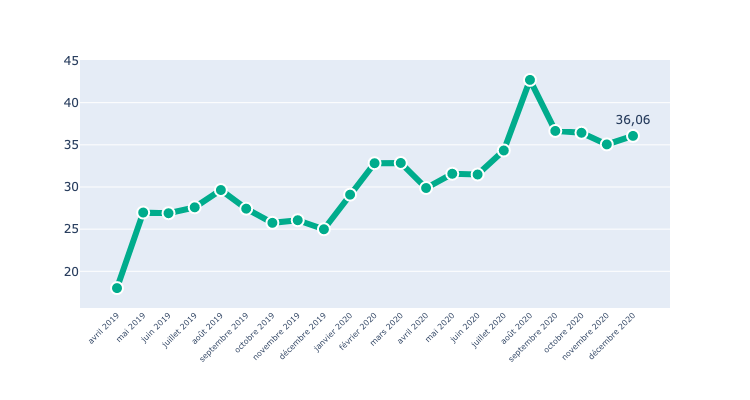 45
40
35
30
25
20
36,06
avril 2019
mai 2019
juin 2019
juillet 2019
août 2019
septembre 2019
octobre 2019
novembre 2019
décembre 2019
janvier 2020
février 2020
mars 2020
avril 2020
mai 2020
juin 2020
juillet 2020
août 2020
septembre 2020
octobre 2020
novembre 2020
décembre 2020